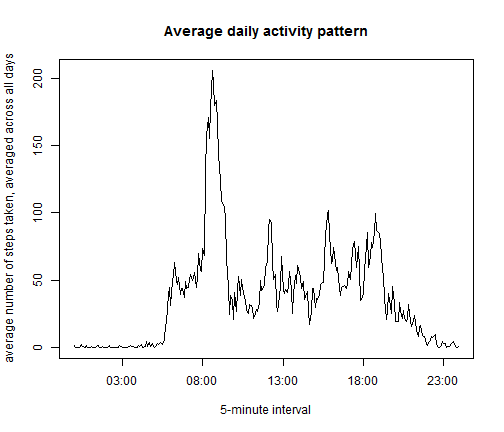 Average daily activity pattern
average number of steps taken, averaged across all days
200
150
100
50
0
03:00 08:00 13:00 18:00 23:00
5-minute interval